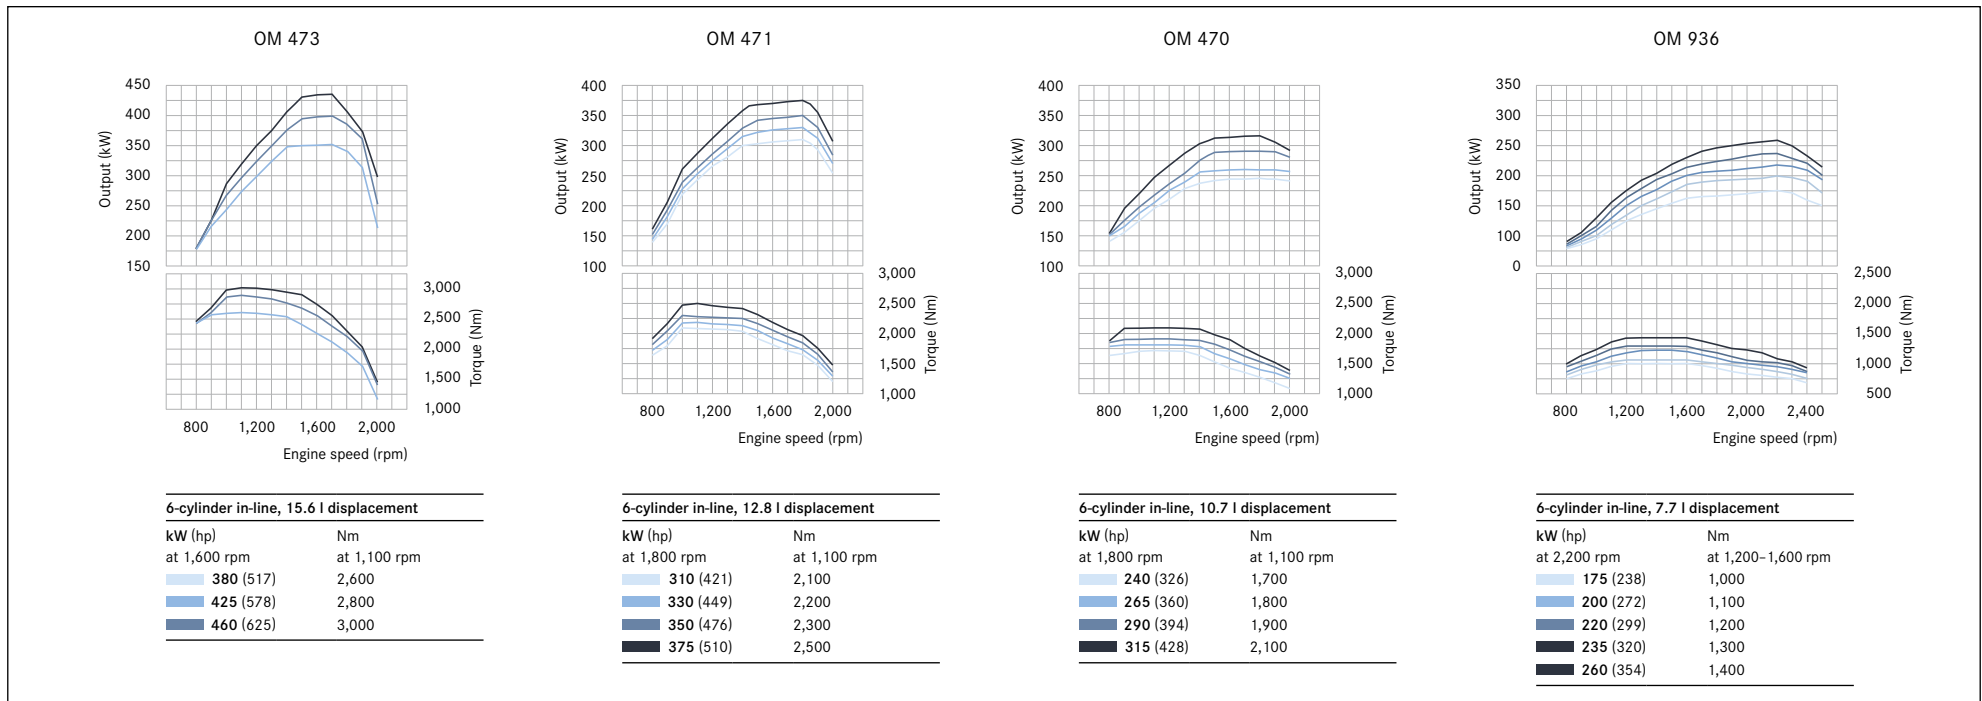 OM 473
450
400
350
300
250
200
150
Output (kW)
3,000
2,500
2,000
1,500
1,000
Torque (Nm)
800 1,200 1,600 2,000
Engine speed (rpm)
6-cylinder in-line, 15.6 l displacement
kW (hp) Nm
at 1,600 rpm at 1,100 rpm
380 (517) 2,600
425 (578) 2,800
460 (625) 3,000
OM 471
400
350
300
250
200
150
100
Output (kW)
3,000
2,500
2,000
1,500
1,000
Torque (Nm)
800 1,200 1,600 2,000
Engine speed (rpm)
6-cylinder in-line, 12.8 l displacement
kW (hp) Nm
at 1,800 rpm at 1,100 rpm
310 (421) 2,100
330 (449) 2,200
350 (476) 2,300
375 (510) 2,500
OM 470
400
350
300
250
200
150
100
Output (kW)
3,000
2,500
2,000
1,500
1,000
Torque (Nm)
800 1,200 1,600 2,000
Engine speed (rpm)
6-cylinder in-line, 10.7 l displacement
kW (hp) Nm
at 1,800 rpm at 1,100 rpm
240 (326) 1,700
265 (360) 1,800
290 (394) 1,900
315 (428) 2,100
OM 936
350
300
250
200
150
100
0
Output (kW)
2,500
2,000
1,500
1,000
500
Torque (Nm)
800 1,200 1,600 2,000 2,400
Engine speed (rpm)
6-cylinder in-line, 7.7 l displacement
kW (hp) Nm
at 2,200 rpm at 1,200–1,600 rpm
175 (238) 1,000
200 (272) 1,100
220 (299) 1,200
235 (320) 1,300
260 (354) 1,400